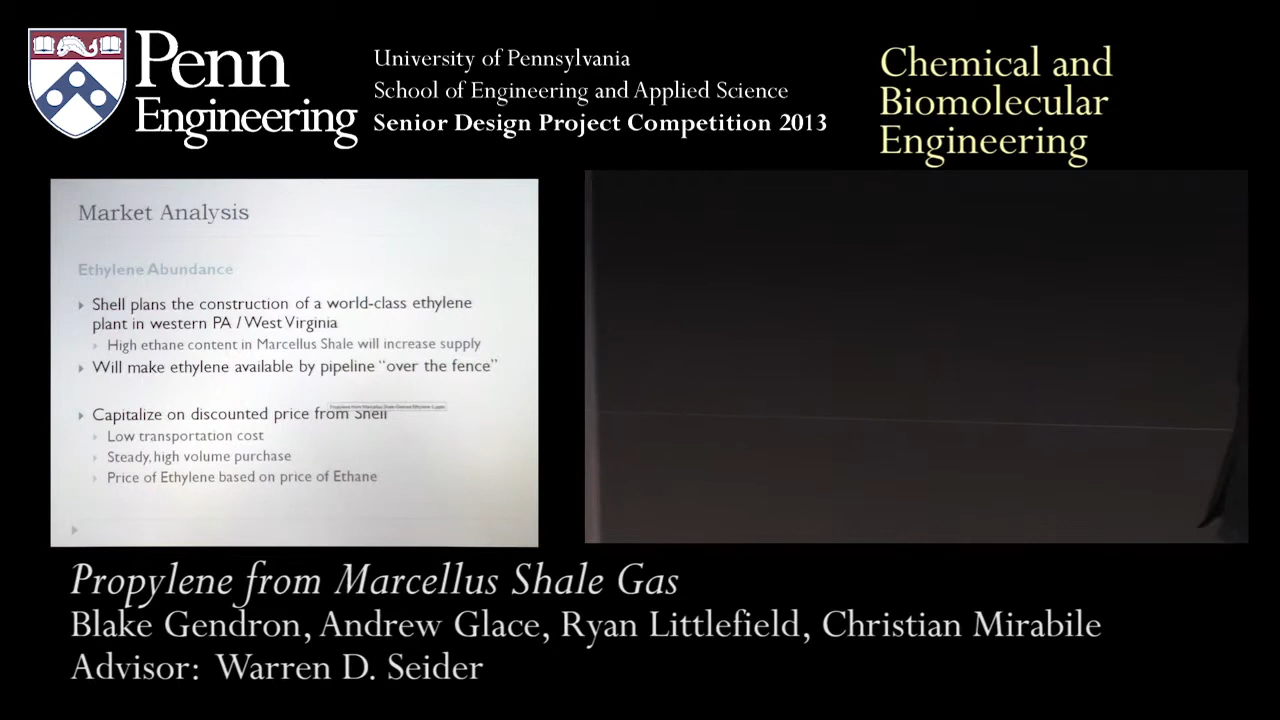 Penn
Engineering
University of Pennsylvania
School of Engineering and Applied Science
Senior Design Project Competition 2013
Chemical and
Biomolecular
Engineering
Market Analysis
Ethylene Abundance
Shell plans the construction of a world-class ethylene
plant in western PA / West Virginia
High ethane content in Marcellus Shale will increase supply
Will make ethylene available by pipeline “over the fence”
Capitalize on discounted price from Shell
Low transportation cost
Steady, high volume purchase
Price of Ethylene based on price of Ethane
Propylene from Marcellus Shale Gas
Blake Gendron, Andrew Glace, Ryan Littlefield, Christian Mirabile
Advisor: Warren D. Seider